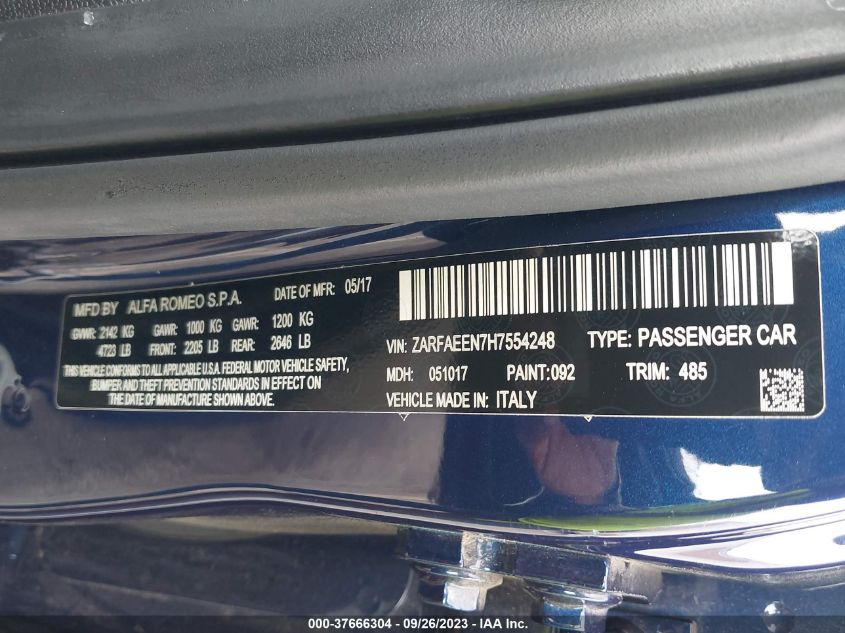 MFD BY ALFA ROMEO S.P.A. DATE OF MFR: 05/17
GVWR: 2142 KG GAWR: 1000 KG GAWR: 1200 KG
4723 LB FRONT: 2205 LB REAR: 2646 LB
THIS VEHICLE CONFORMS TO ALL APPLICABLE U.S.A. FEDERAL MOTOR VEHICLE SAFETY,
BUMPER AND THEFT PREVENTION STANDARDS IN EFFECT ON
THE DATE OF MANUFACTURE SHOWN ABOVE.
VIN: ZARFAEEN7H7554248 TYPE: PASSENGER CAR
MDH: 051017 PAINT:092 TRIM: 485
VEHICLE MADE IN: ITALY
000-37666304 - 09/26/2023 - IAAI.com